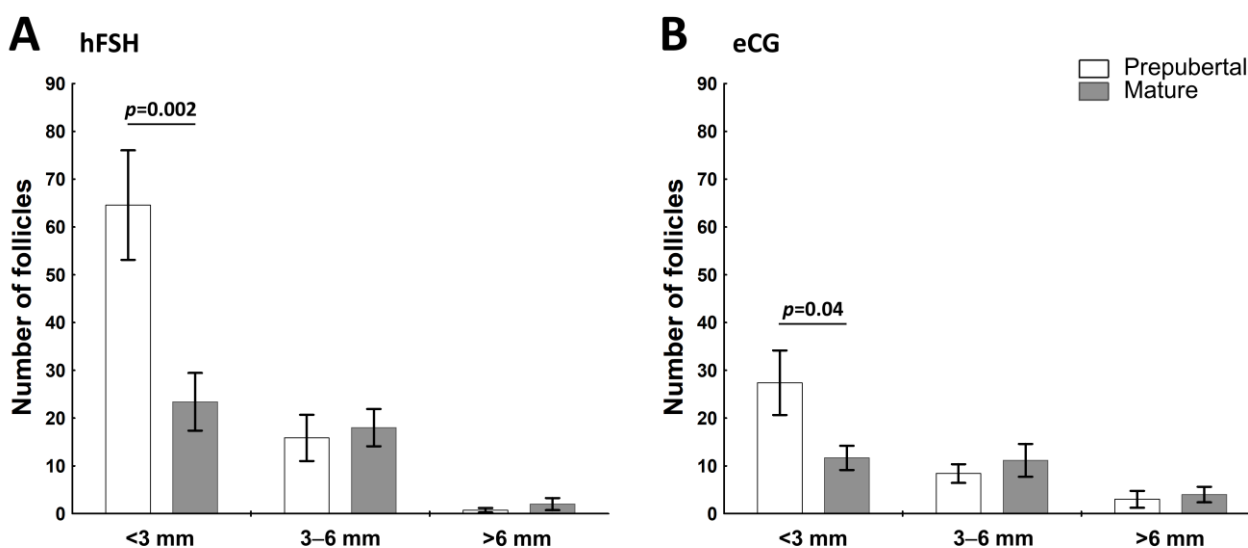 A hFSH
Number of follicles
90
80
70
60
50
40
30
20
10
0
p=0.002
<3 mm 3–6 mm >6 mm
B eCG
Prepubertal
Mature
Number of follicles
90
80
70
60
50
40
30
20
10
0
p=0.04
<3 mm 3–6 mm >6 mm